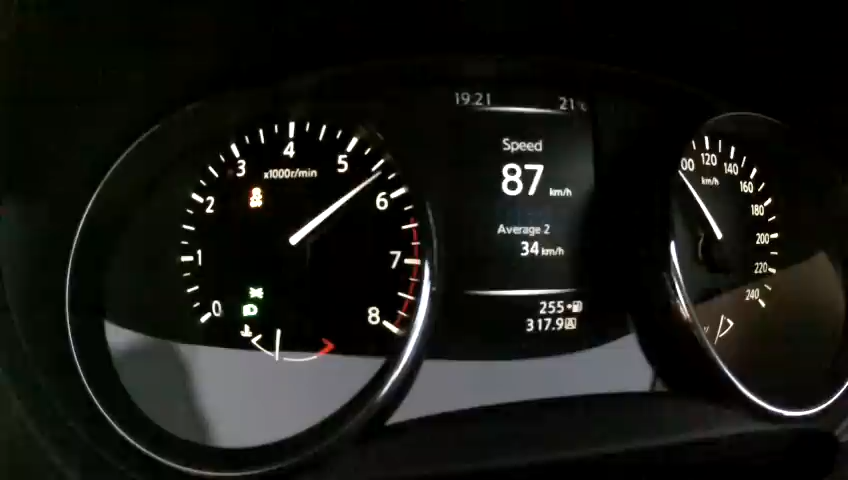 19:21 21°c
Speed
87 km/h
Average 2
34 km/h
255
317.9 A
0
1
2
3
4
5
6
7
8
x1000r/min
00
120
140
160
180
200
220
240
km/h